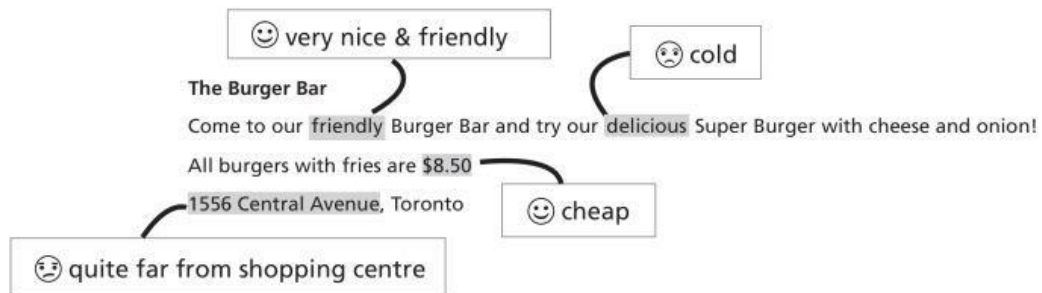 very nice & friendly
cold
The Burger Bar
Come to our friendly Burger Bar and try our delicious Super Burger with cheese and onion!
All burgers with fries are $8.50
cheap
1556 Central Avenue, Toronto
quite far from shopping centre